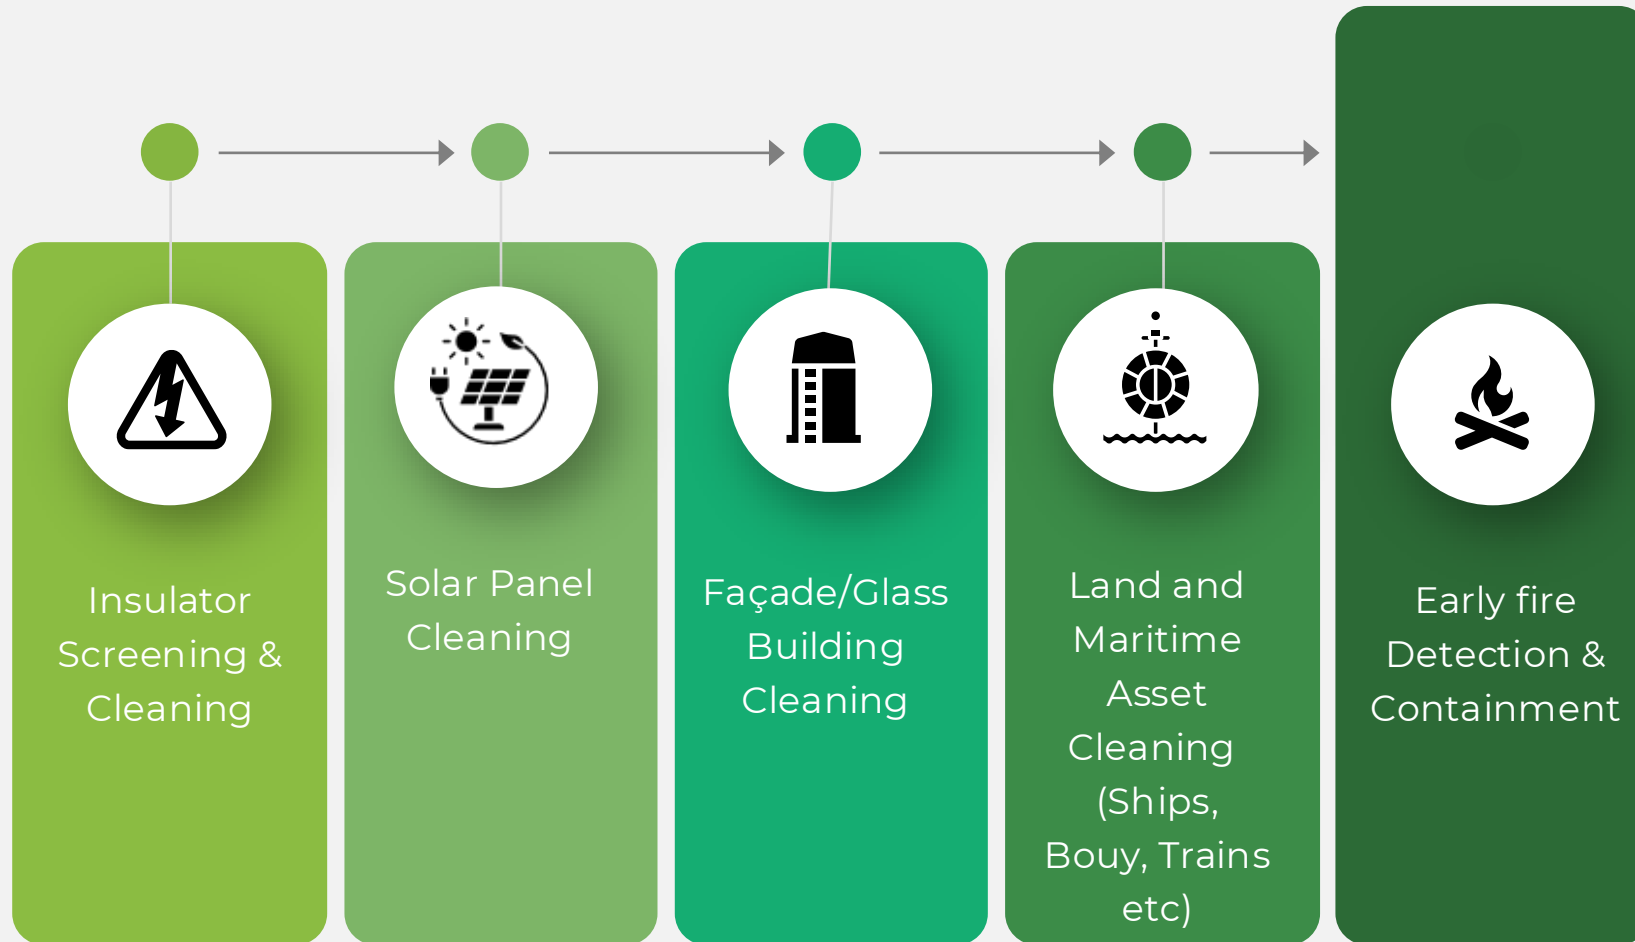 Insulator
Screening &
Cleaning
Solar Panel
Cleaning
Façade/Glass
Building
Cleaning
Land and
Maritime
Asset
Cleaning
(Ships,
Bouy, Trains
etc)
Early fire
Detection &
Containment